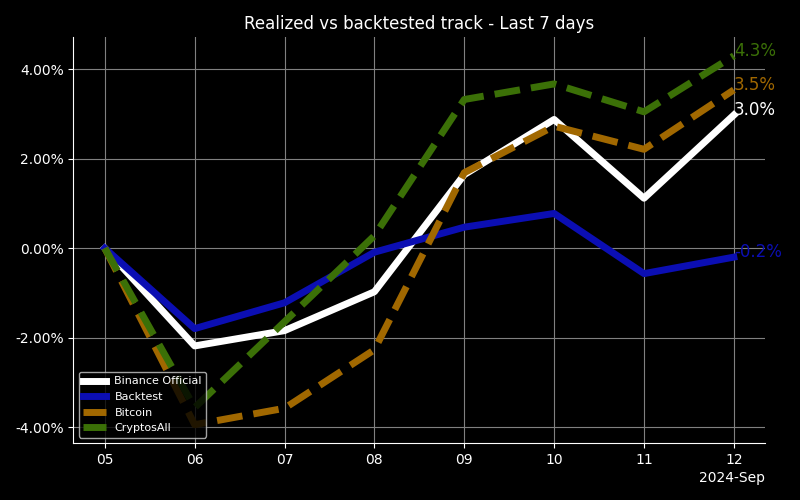 Realized vs backtested track - Last 7 days
4.00%
2.00%
0.00%
-2.00%
-4.00%
4.3%
3.5%
3.0%
-0.2%
Binance Official
Backtest
Bitcoin
CryptosAll
05 06 07 08 09 10 11 12
2024-Sep